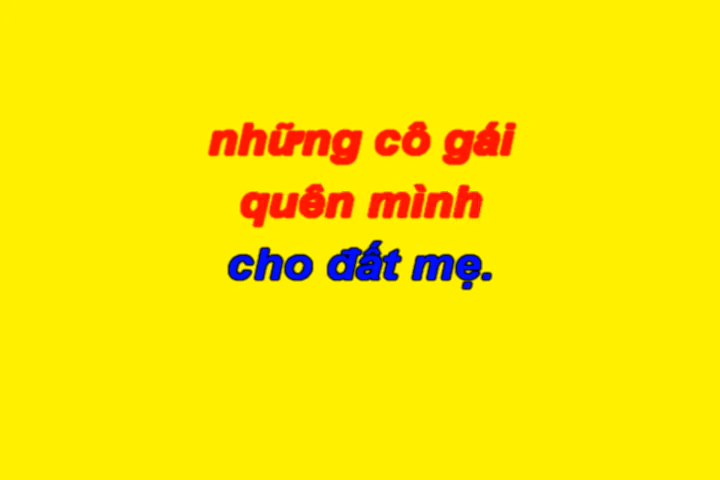 những cô gái
quên mình
cho đất mẹ.